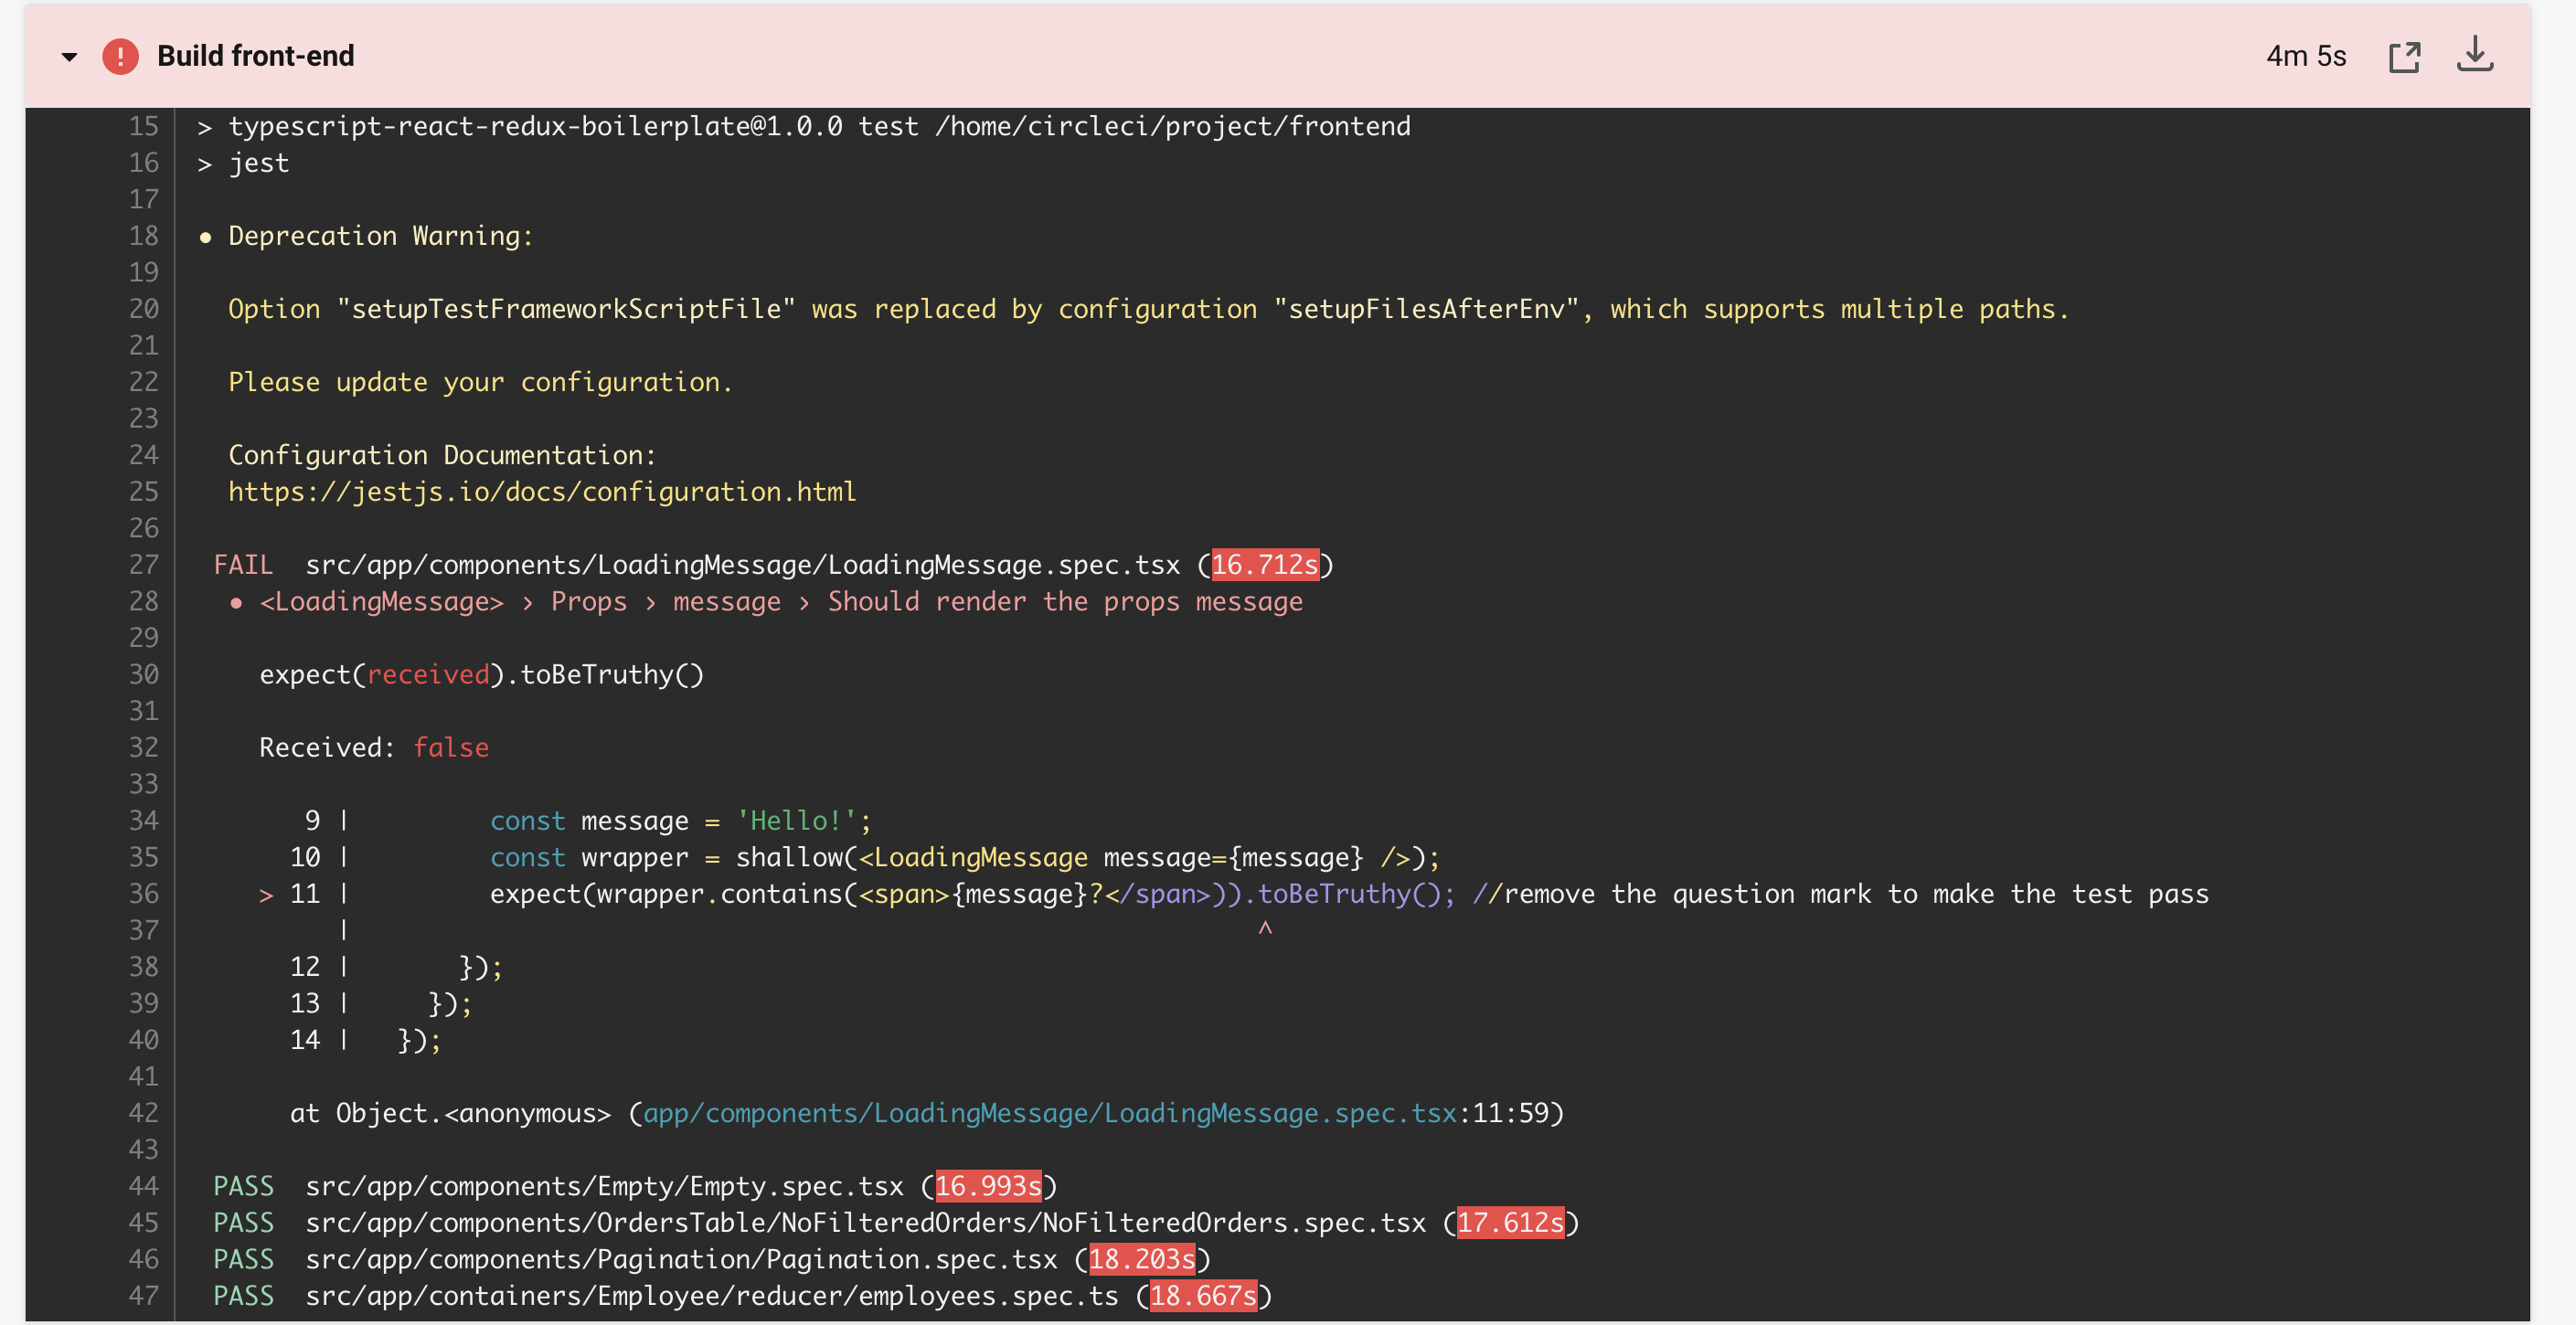 Build front-end 4m 5s
15 > typescript-react-redux-boilerplate@1.0.0 test /home/circleci/project/frontend
16 > jest
17
18 ● Deprecation Warning:
19
20 Option "setupTestFrameworkScriptFile" was replaced by configuration "setupFilesAfterEnv", which supports multiple paths.
21
22 Please update your configuration.
23
24 Configuration Documentation:
25 https://jestjs.io/docs/configuration.html
26
27 FAIL src/app/components/LoadingMessage/LoadingMessage.spec.tsx (16.712s)
28 ● <LoadingMessage> › Props › message › Should render the props message
29
30 expect(received).toBeTruthy()
31
32 Received: false
33
34 9 | const message = 'Hello!';
35 10 | const wrapper = shallow(<LoadingMessage message={message} />);
36 > 11 | expect(wrapper.contains(<span>{message}?</span>)).toBeTruthy(); //remove the question mark to make the test pass
37 | ^
38 12 | });
39 13 | });
40 14 | });
41
42 at Object.<anonymous> (app/components/LoadingMessage/LoadingMessage.spec.tsx:11:59)
43
44 PASS src/app/components/Empty/Empty.spec.tsx (16.993s)
45 PASS src/app/components/OrdersTable/NoFilteredOrders/NoFilteredOrders.spec.tsx (17.612s)
46 PASS src/app/components/Pagination/Pagination.spec.tsx (18.203s)
47 PASS src/app/containers/Employee/reducer/employees.spec.ts (18.667s)